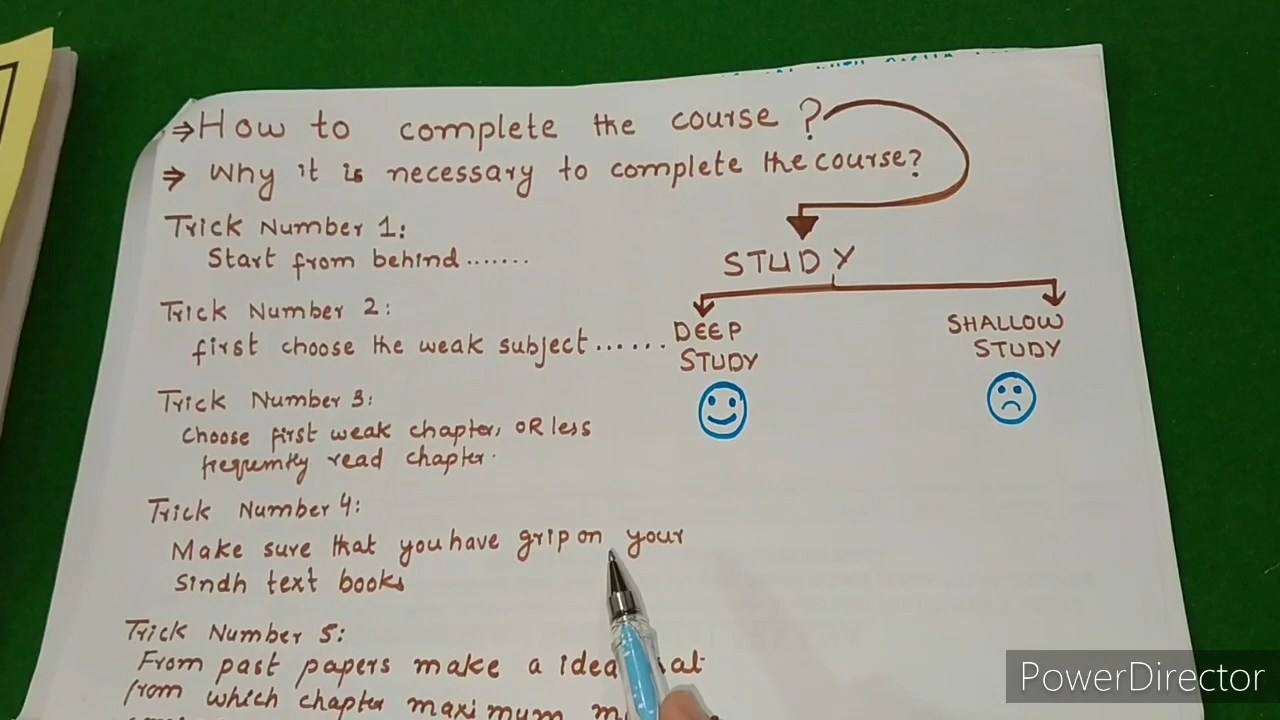 ⇒ How to complete the course ?
⇒ Why it is necessary to complete the course?
Trick Number 1:
Start from behind.......
STUDY
Trick Number 2:
first choose the weak subject......
DEEP
STUDY
SHALLOW
STUDY
Trick Number 3:
Choose first weak chapter, OR less
frequently read chapter.
Trick Number 4:
Make sure that you have grip on your
Sindh text books
Trick Number 5:
From past papers make a idea
from which chapter maximum
PowerDirector